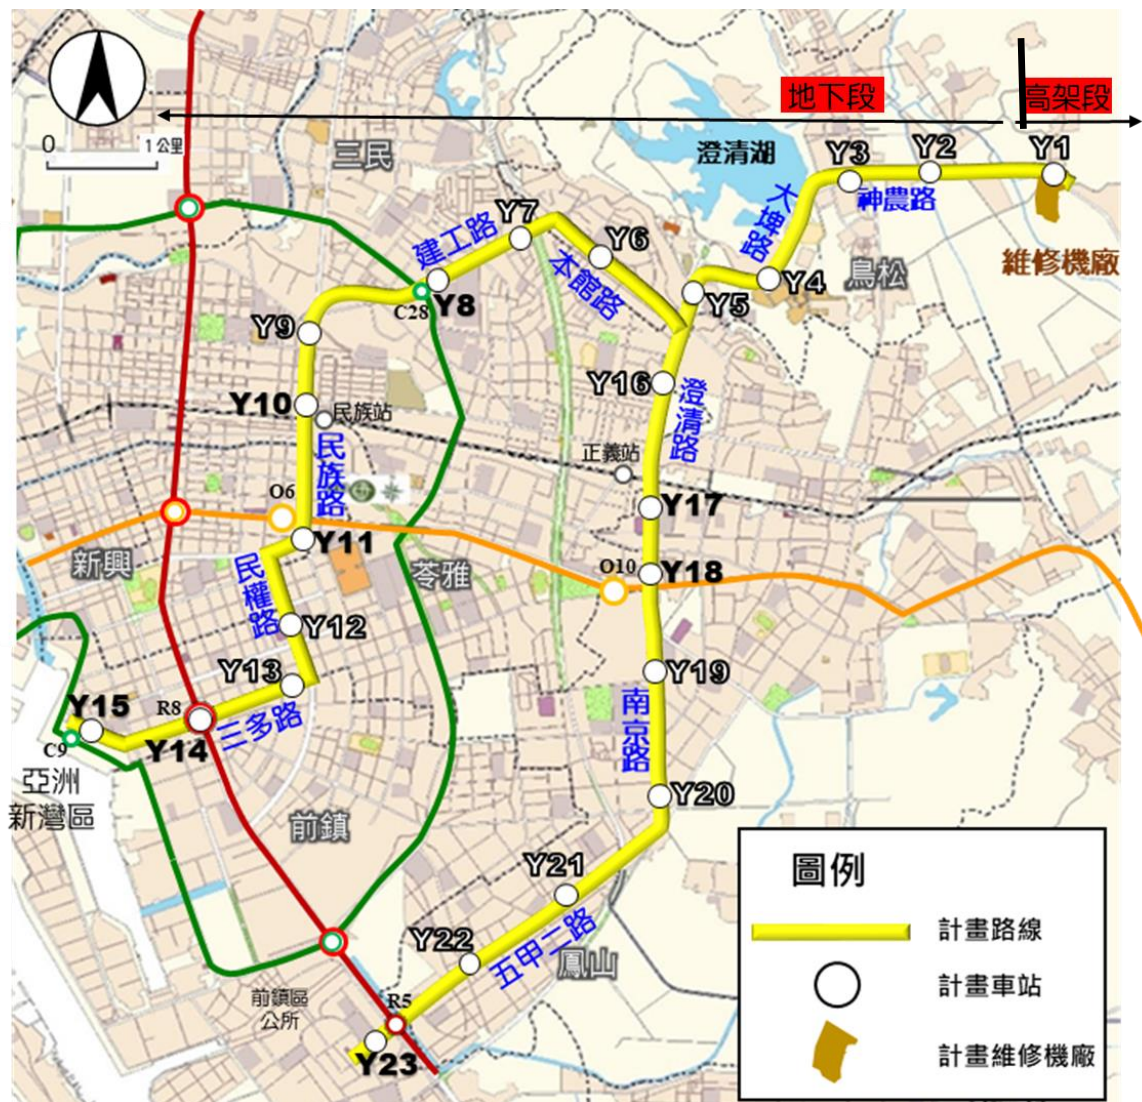 地下段
高架段
0
1公里
三民
澄清湖
Y3
Y2
Y1
神農路
大埤路
維修機廠
Y7
建工路
Y6
本館路
Y4
鳥松
Y5
C28
Y8
Y9
Y16
澄清路
Y10
民族站
民族路
正義站
O6
Y17
Y11
新興
苓雅
O10
Y18
民權路
Y12
Y13
Y19
Y15
R8
Y14
三多路
南京路
C9
亞洲
新灣區
Y20
前鎮
Y21
Y22
五甲二路
鳳山
前鎮區
公所
R5
Y23
圖例
計畫路線
計畫車站
計畫維修機廠